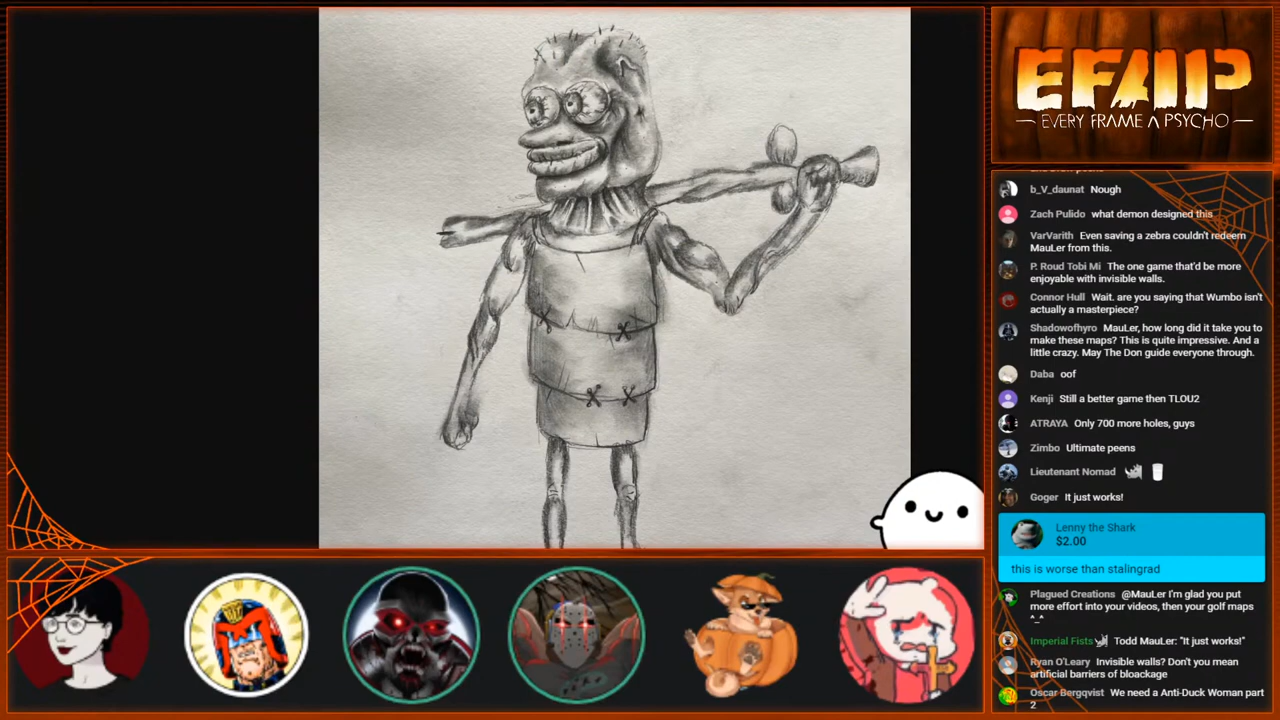 EFAP
EVERY FRAME A PSYCHO
b_V_daunat Nough
Zach Pulido what demon designed this
VarVarith Even saving a zebra couldn't redeem
MauLer from this.
P. Roud Tobi Mi The one game that'd be more
enjoyable with invisible walls.
Connor Hull Wait. are you saying that Wumbo isn't
actually a masterpiece?
Shadowofhyro MauLer, how long did it take you to
make these maps? This is quite impressive. And a
little crazy. May The Don guide everyone through.
Daba oof
Kenji Still a better game then TLOU2
ATRAYA Only 700 more holes, guys
Zimbo Ultimate peens
Lieutenant Nomad
Goger It just works!
Lenny the Shark
$2.00
this is worse than stalingrad
Plagued Creations @MauLer I'm glad you put
more effort into your videos, then your golf maps
^_^
Imperial Fists Todd MauLer: "It just works!"
Ryan O'Leary Invisible walls? Don't you mean
artificial barriers of bloackage
Oscar Bergqvist We need a Anti-Duck Woman part
2